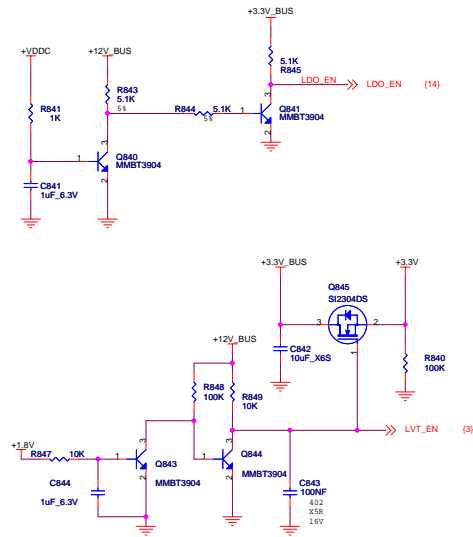 +3.3V_BUS
+VDDC
+12V_BUS
5.1K
R845
LDO_EN
LDO_EN
{14}
R841
1K
R843
5.1K
5%
R844
5.1K
5%
3
1
2
Q841
MMBT3904
3
1
2
Q840
MMBT3904
C841
1uF_6.3V
+3.3V_BUS
+3.3V
Q845
SI2304DS
3
2
1
C842
10uF_X6S
R840
100K
+12V_BUS
R848
100K
R849
10K
LVT_EN
{3}
+1.8V
R847
10K
3
1
2
Q843
MMBT3904
3
1
2
Q844
MMBT3904
C844
1uF_6.3V
C843
100NF
402
X5R
16V